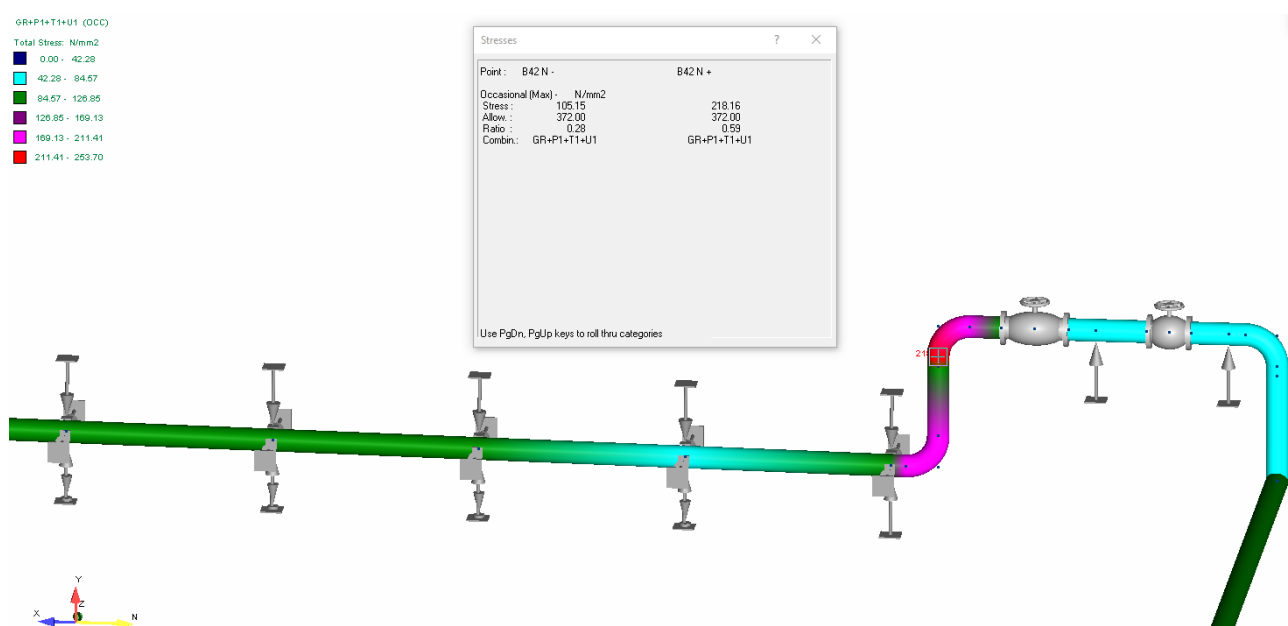 GR+P1+T1+U1 (OCC)
Total Stress: N/mm2
0.00 - 42.28
42.28 - 84.57
84.57 - 126.85
126.85 - 169.13
169.13 - 211.41
211.41 - 253.70
Stresses ? ×
Point : B42 N - B42 N +
Occasional (Max) - N/mm2
Stress : 105.15 218.16
Allow. : 372.00 372.00
Ratio : 0.28 0.59
Combin.: GR+P1+T1+U1 GR+P1+T1+U1
Use PgDn, PgUp keys to roll thru categories
Y
Z
X
N